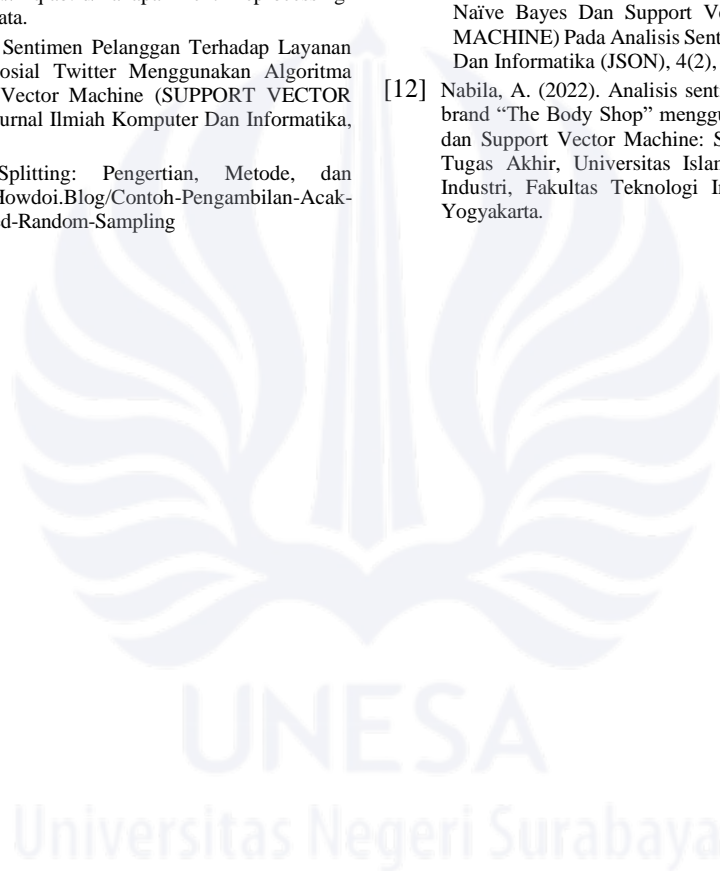 ata.
Sentimen Pelanggan Terhadap Layanan
osial Twitter Menggunakan Algoritma
Vector Machine (SUPPORT VECTOR
urnal Ilmiah Komputer Dan Informatika,
Splitting: Pengertian, Metode, dan
Howdoi.Blog/Contoh-Pengambilan-Acak-
d-Random-Sampling
Naïve Bayes Dan Support Ve
MACHINE) Pada Analisis Sent
Dan Informatika (JSON), 4(2),
[12] Nabila, A. (2022). Analisis senti
brand “The Body Shop” menggu
dan Support Vector Machine: S
Tugas Akhir, Universitas Islam
Industri, Fakultas Teknologi In
Yogyakarta.
UNESA
Universitas Negeri Surabaya